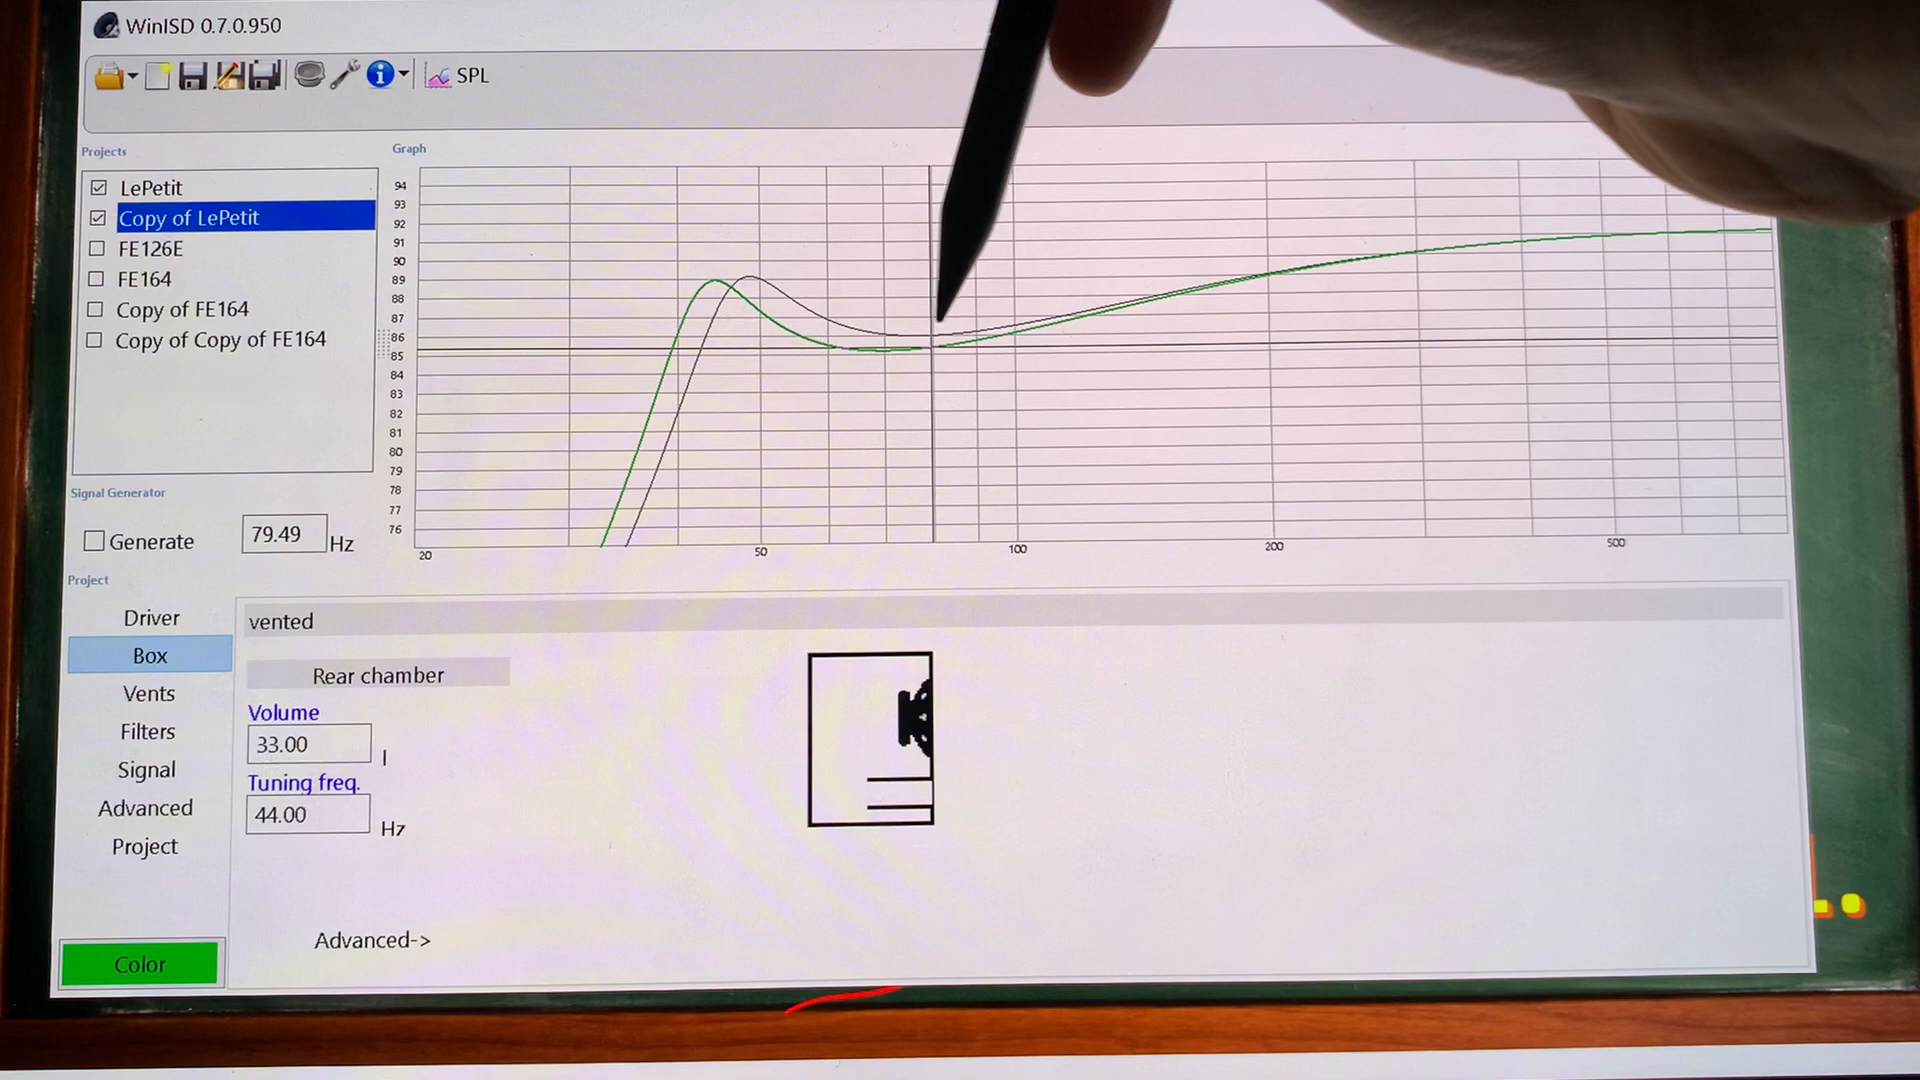 WinISD 0.7.0.950
SPL
Projects
LePetit
Copy of LePetit
FE126E
FE164
Copy of FE164
Copy of Copy of FE164
Graph
94
93
92
91
90
89
88
87
86
85
84
83
82
81
80
79
78
77
76
20 50 100 200 500
Signal Generator
Generate 79.49 Hz
Project
Driver
Box
Vents
Filters
Signal
Advanced
Project
Color
vented
Rear chamber
Volume
33.00 l
Tuning freq.
44.00 Hz
Advanced->